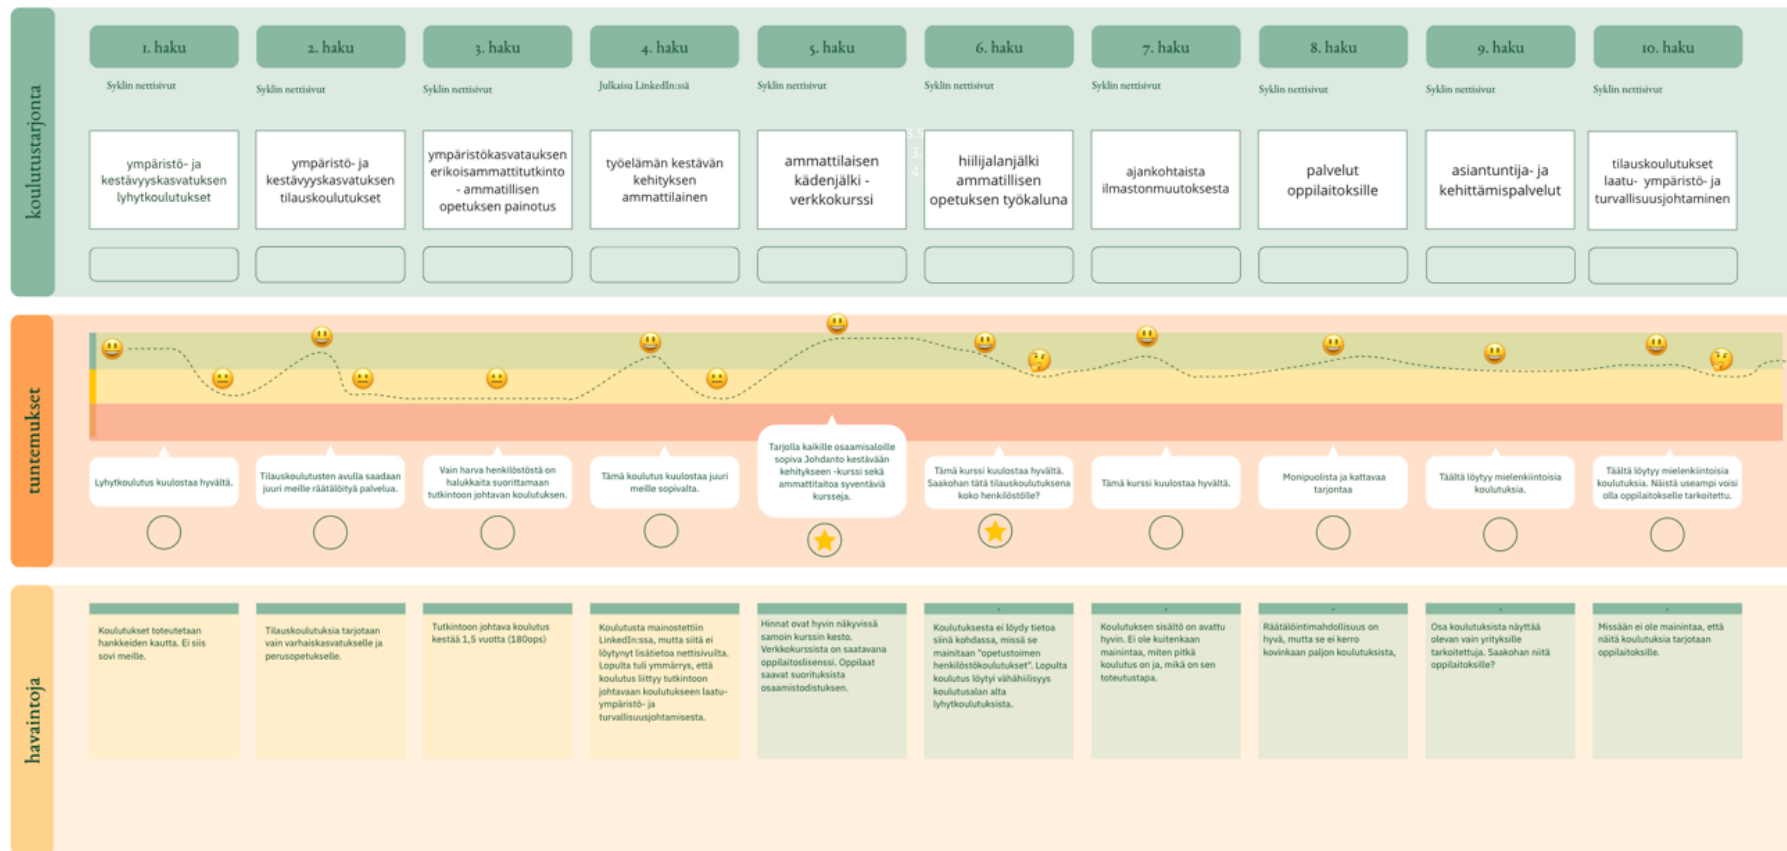 koulutustarjonta
1. haku
2. haku
3. haku
4. haku
5. haku
6. haku
7. haku
8. haku
9. haku
10. haku
Syklin nettisivut
Syklin nettisivut
Syklin nettisivut
Julkaisu LinkedIn:ssä
Syklin nettisivut
Syklin nettisivut
Syklin nettisivut
Syklin nettisivut
Syklin nettisivut
Syklin nettisivut
ympäristö- ja
kestävyyskasvatuksen
lyhytkoulutukset
ympäristö- ja
kestävyyskasvatuksen
tilauskoulutukset
ympäristökasvatauksen
erikoisammattitutkinto
- ammatillisen
opetuksen painotus
työelämän kestävän
kehityksen
ammattilainen
ammattilaisen
kädenjälki -
verkkokurssi
3.
4.
hiilijalanjälki
ammatillisen
opetuksen työkaluna
ajankohtaista
ilmastonmuutoksesta
palvelut
oppilaitoksille
asiantuntija- ja
kehittämispalvelut
tilauskoulutukset
laatu- ympäristö- ja
turvallisuusjohtaminen
tuntemukset
Lyhytkoulutus kuulostaa hyvältä.
Tilauskoulutusten avulla saadaan
juuri meille räätälöityä palvelua.
Vain harva henkilöstöstä on
halukkaita suorittamaan
tutkintoon johtavan koulutuksen.
Tämä koulutus kuulostaa juuri
meille sopivalta.
Tarjolla kaikille osaamisaloille
sopiva Johdanto kestävään
kehitykseen -kurssi sekä
ammattitaitoa syventäviä
kursseja.
Tämä kurssi kuulostaa hyvältä.
Saakohan tätä tilauskoulutuksena
koko henkilöstölle?
Tämä kurssi kuulostaa hyvältä.
Monipuolista ja kattavaa
tarjontaa
Täältä löytyy mielenkiintoisia
koulutuksia.
Täältä löytyy mielenkiintoisia
koulutuksia. Näistä useampi voisi
olla oppilaitokselle tarkoitettu.
havaintoja
Koulutukset toteutetaan
hankkeiden kautta. Ei siis
sovi meille.
Tilauskoulutuksia tarjotaan
vain varhaiskasvatukselle ja
perusopetukselle.
Tutkintoon johtava koulutus
kestää 1,5 vuotta (180ops)
Koulutusta mainostettiin
LinkedIn:ssa, mutta siitä ei
löytynyt lisätietoa nettisivuilta.
Lopulta tuli ymmärrys, että
koulutus liittyy tutkintoon
johtavaan koulutukseen laatu-
ympäristö- ja
turvallisuusjohtamisesta.
Hinnat ovat hyvin näkyvissä
samoin kurssin kesto.
Verkkokurssista on saatavana
oppilaitoslisenssi. Oppilaat
saavat suorituksista
osaamistodistuksen.
Koulutuksesta ei löydy tietoa
siinä kohdassa, missä se
mainitaan "opetustoimen
henkilöstökoulutukset". Lopulta
koulutus löytyi vähähiilisyys
koulutusalan alta
lyhytkoulutuksista.
Koulutuksen sisältö on avattu
hyvin. Ei ole kuitenkaan
mainintaa, miten pitkä
koulutus on ja, mikä on sen
toteutustapa.
Räätälöintimahdollisuus on
hyvä, mutta se ei kerro
kovinkaan paljon koulutuksista,
Osa koulutuksista näyttää
olevan vain yrityksille
tarkoitettuja. Saakohan niitä
oppilaitoksille?
Missään ei ole mainintaa, että
näitä koulutuksia tarjotaan
oppilaitoksille.